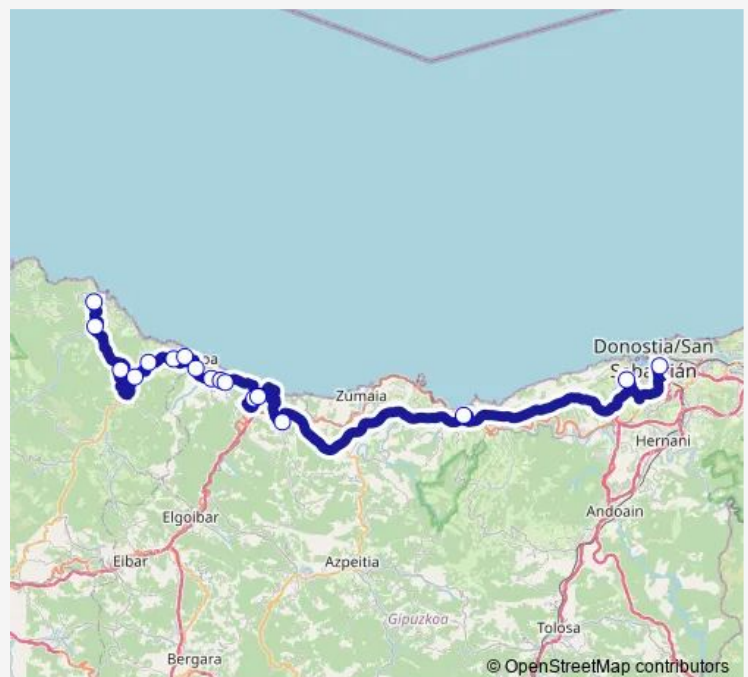 Donostia/San
Sebastián
Zumaia
Hernani
Elgoibar
Andoain
Eibar
Azpeitia
Gipuzkoa
Tolosa
Bergara
© OpenStreetMap contributors